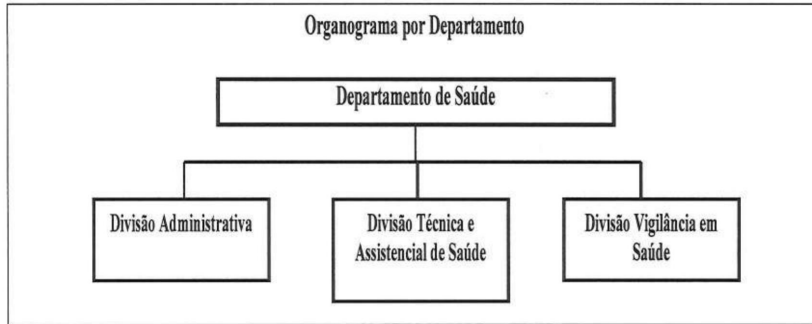 Organograma por Departamento
Departamento de Saúde
Divisão Administrativa
Divisão Técnica e
Assistencial de Saúde
Divisão Vigilância em
Saúde